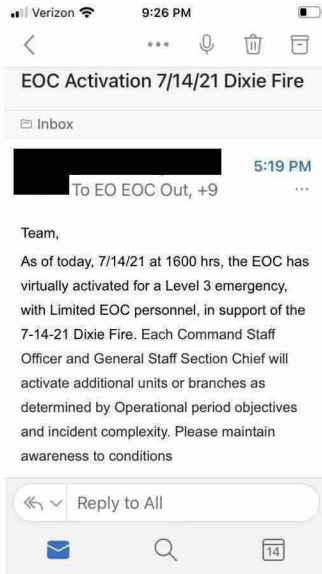 Verizon 9:26 PM
EOC Activation 7/14/21 Dixie Fire
Inbox
5:19 PM
To EO EOC Out, +9
Team,
As of today, 7/14/21 at 1600 hrs, the EOC has
virtually activated for a Level 3 emergency,
with Limited EOC personnel, in support of the
7-14-21 Dixie Fire. Each Command Staff
Officer and General Staff Section Chief will
activate additional units or branches as
determined by Operational period objectives
and incident complexity. Please maintain
awareness to conditions
Reply to All
14